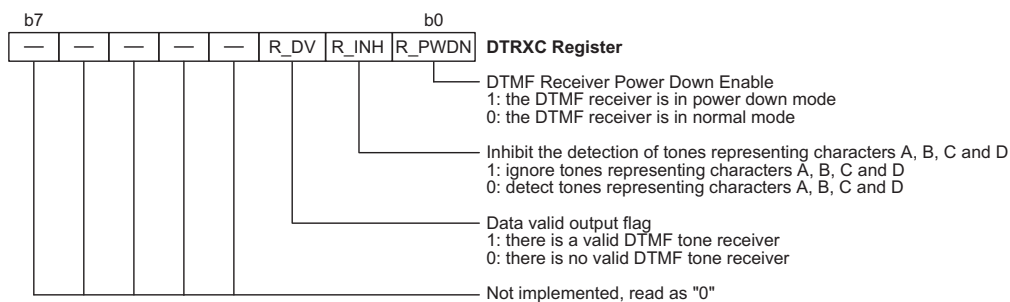 b7 b0
— — — — — R_DV R_INH R_PWDN DTRXC Register
DTMF Receiver Power Down Enable
1: the DTMF receiver is in power down mode
0: the DTMF receiver is in normal mode
Inhibit the detection of tones representing characters A, B, C and D
1: ignore tones representing characters A, B, C and D
0: detect tones representing characters A, B, C and D
Data valid output flag
1: there is a valid DTMF tone receiver
0: there is no valid DTMF tone receiver
Not implemented, read as "0"